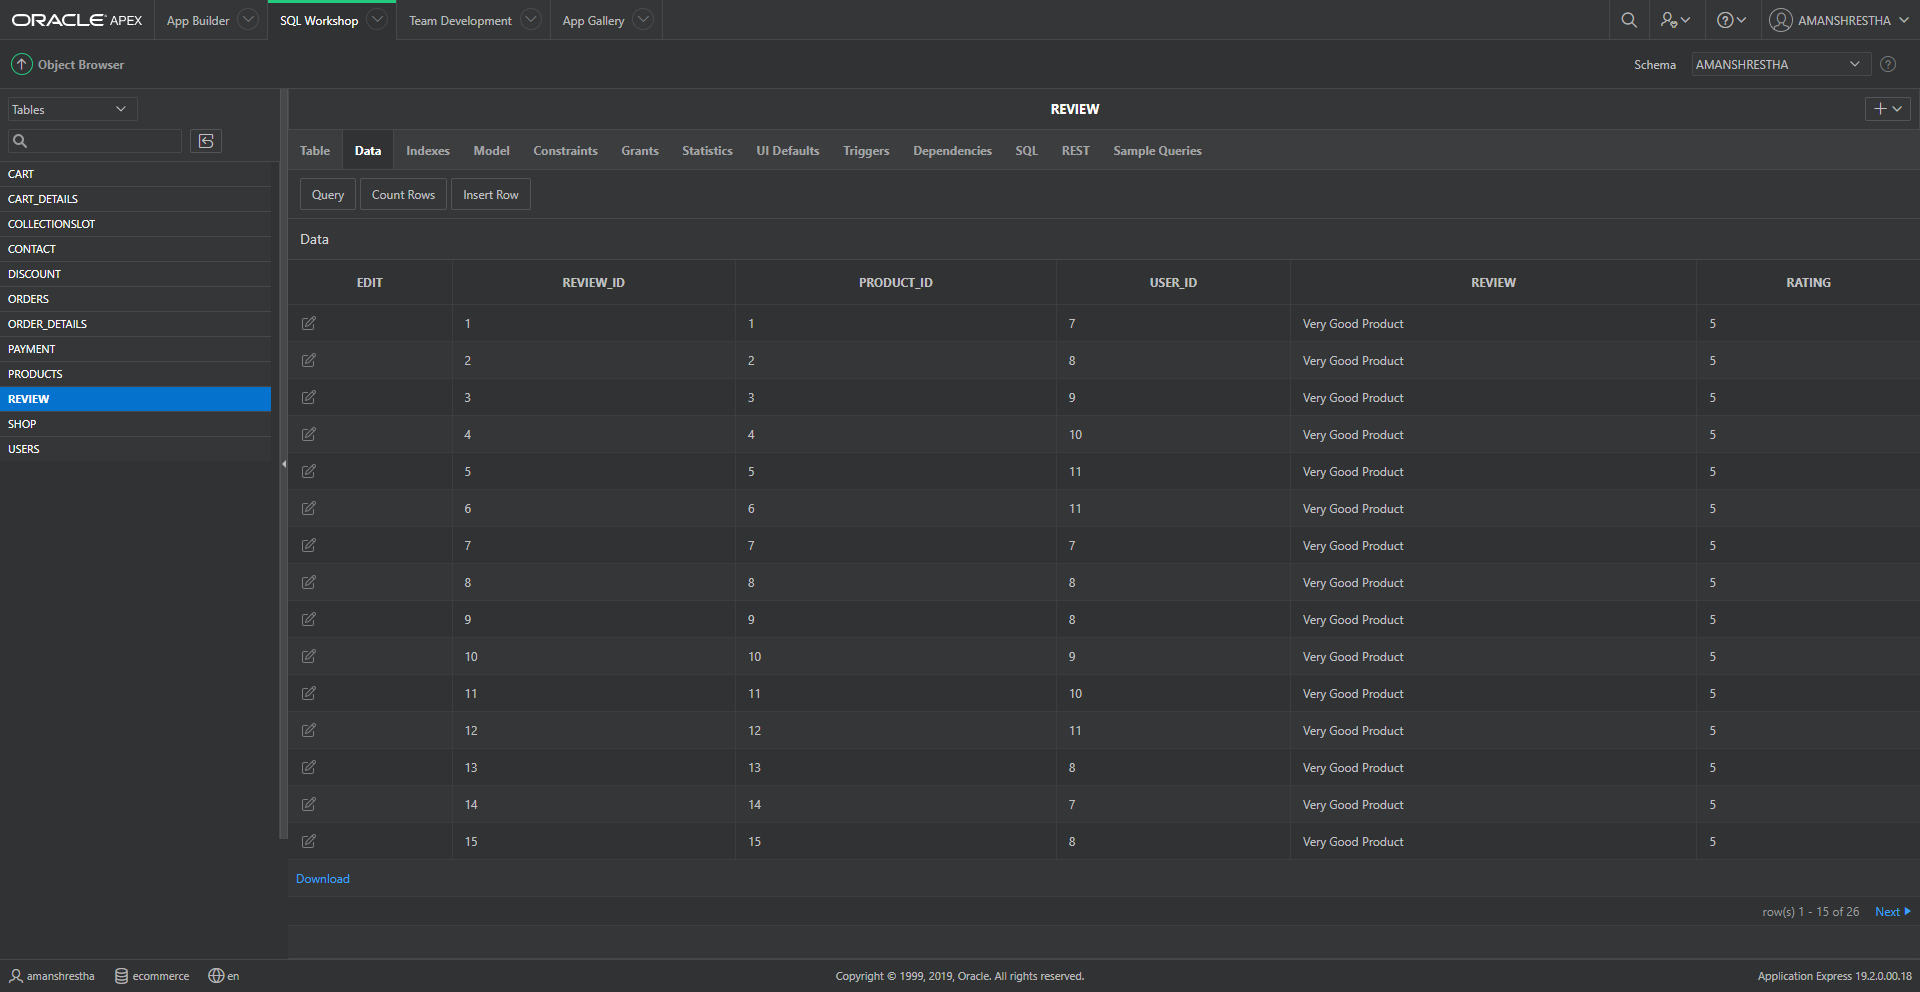 ORACLE APEX App Builder SQL Workshop Team Development App Gallery AMANSHRESTHA
Object Browser Schema AMANSHRESTHA
Tables
CART
CART_DETAILS
COLLECTIONSLOT
CONTACT
DISCOUNT
ORDERS
ORDER_DETAILS
PAYMENT
PRODUCTS
REVIEW
SHOP
USERS
REVIEW
Table Data Indexes Model Constraints Grants Statistics UI Defaults Triggers Dependencies SQL REST Sample Queries
Query Count Rows Insert Row
Data
EDIT REVIEW_ID PRODUCT_ID USER_ID REVIEW RATING
1 1 7 Very Good Product 5
2 2 8 Very Good Product 5
3 3 9 Very Good Product 5
4 4 10 Very Good Product 5
5 5 11 Very Good Product 5
6 6 11 Very Good Product 5
7 7 7 Very Good Product 5
8 8 8 Very Good Product 5
9 9 8 Very Good Product 5
10 10 9 Very Good Product 5
11 11 10 Very Good Product 5
12 12 11 Very Good Product 5
13 13 8 Very Good Product 5
14 14 7 Very Good Product 5
15 15 8 Very Good Product 5
Download
row(s) 1 - 15 of 26 Next
amanshrestha ecommerce en Copyright © 1999, 2019, Oracle. All rights reserved. Application Express 19.2.0.00.18